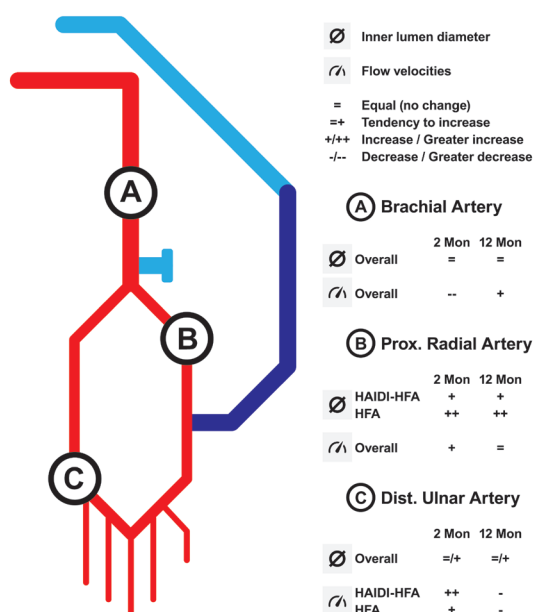 Ø Inner lumen diameter
Flow velocities
= Equal (no change)
=+ Tendency to increase
+/++ Increase / Greater increase
-/-- Decrease / Greater decrease
A
A Brachial Artery
2 Mon 12 Mon
Ø Overall = =
Overall -- +
B
B Prox. Radial Artery
2 Mon 12 Mon
Ø HAIDI-HFA + +
HFA ++ ++
Overall + =
C
C Dist. Ulnar Artery
2 Mon 12 Mon
Ø Overall =/+ =/+
HAIDI-HFA ++ -
HFA + -